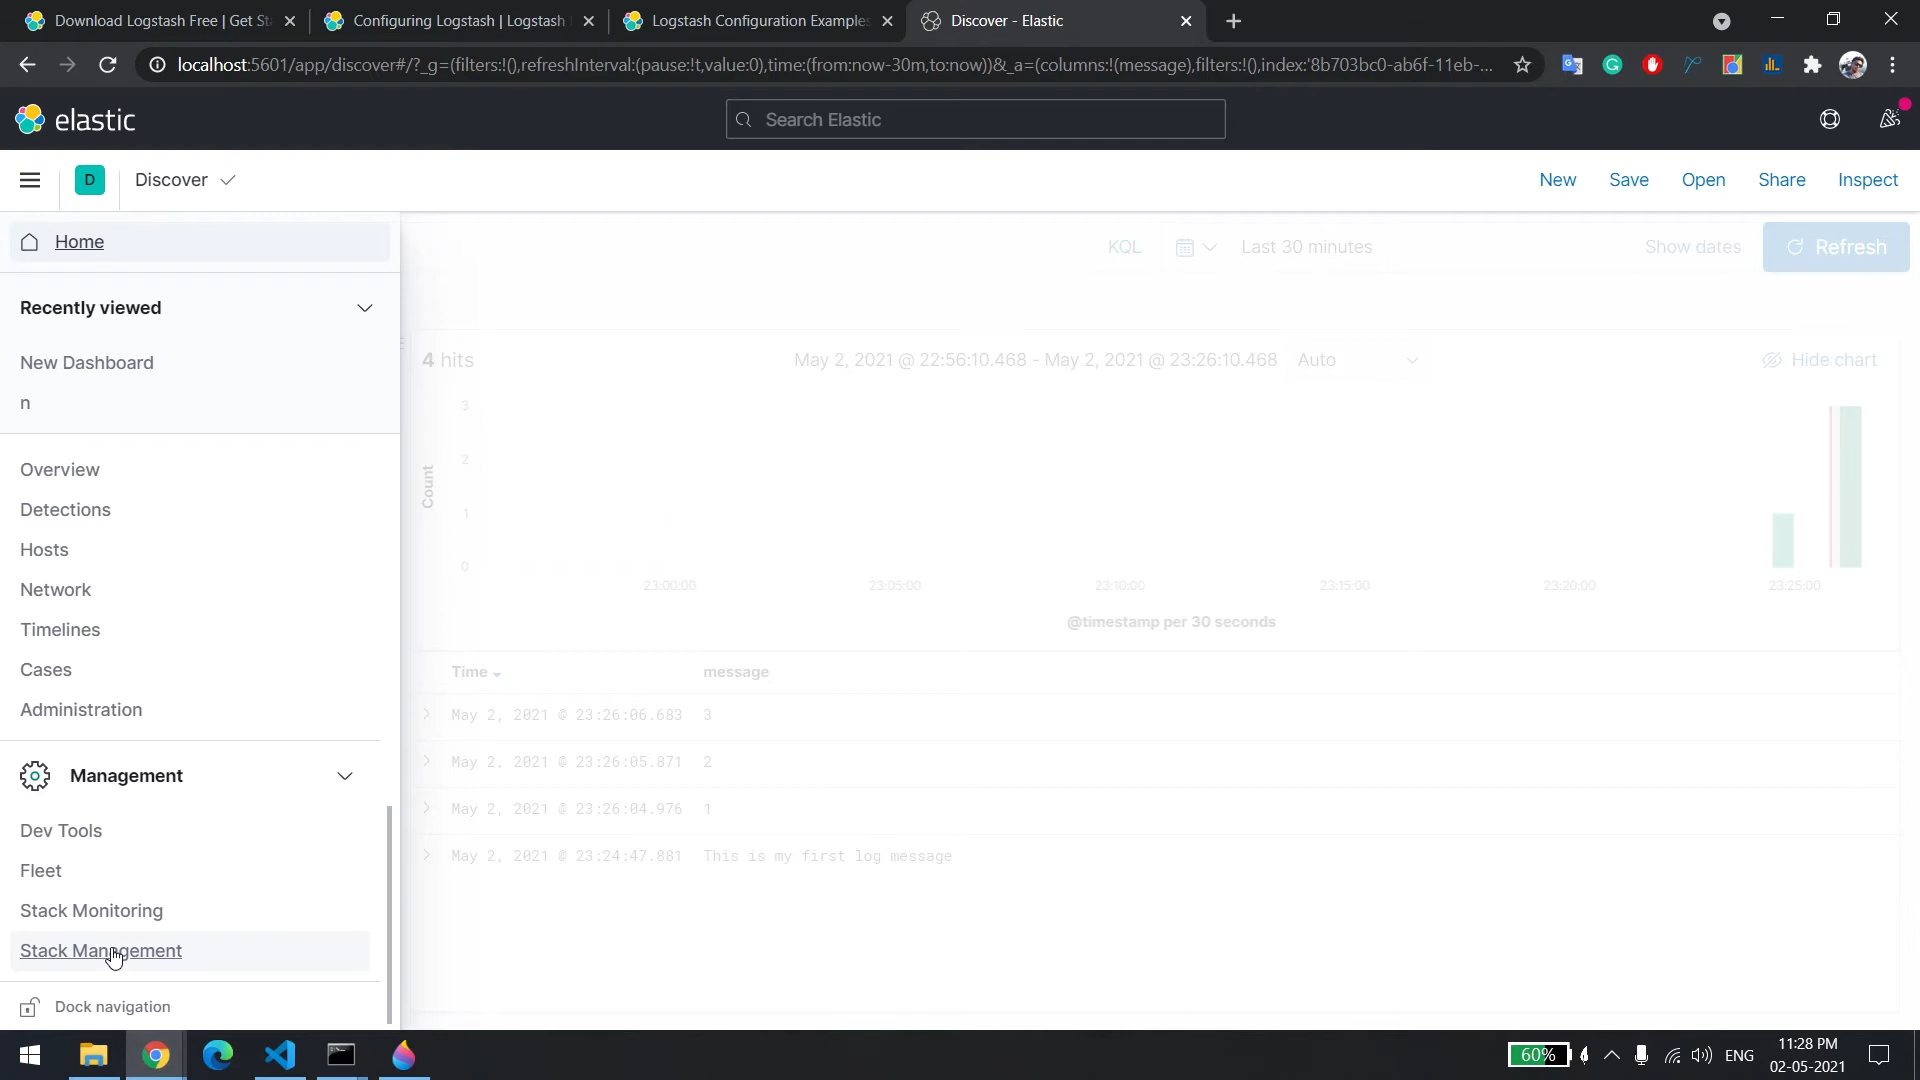 Download Logstash Free | Get Sta
Configuring Logstash | Logstash
Logstash Configuration Examples
Discover - Elastic
localhost:5601/app/discover#/?_g=(filters:!(),refreshInterval:(pause:!t,value:0),time:(from:now-30m,to:now))&_a=(columns:!(message),filters:!(),index:'8b703bc0-ab6f-11eb-...
elastic
Search Elastic
D
Discover
New
Save
Open
Share
Inspect
Home
KQL
Last 30 minutes
Show dates
Refresh
Recently viewed
New Dashboard
n
4 hits
May 2, 2021 @ 22:56:10.468 - May 2, 2021 @ 23:26:10.468
Auto
Hide chart
3
2
1
0
Count
23:00:00
23:05:00
23:10:00
23:15:00
23:20:00
23:25:00
@timestamp per 30 seconds
Overview
Detections
Hosts
Network
Timelines
Cases
Administration
Management
Dev Tools
Fleet
Stack Monitoring
Stack Management
Dock navigation
Time
message
May 2, 2021 @ 23:26:06.683 3
May 2, 2021 @ 23:26:05.871 2
May 2, 2021 @ 23:26:04.976 1
May 2, 2021 @ 23:24:47.881 This is my first log message
60%
ENG
11:28 PM
02-05-2021